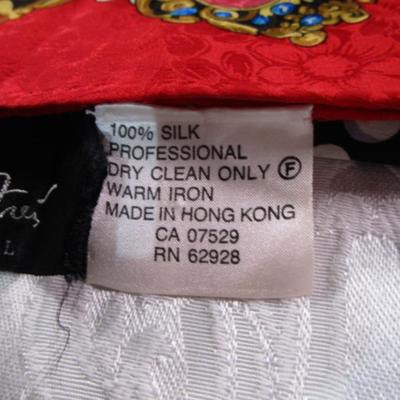 100% SILK
PROFESSIONAL
DRY CLEAN ONLY Ⓕ
WARM IRON
MADE IN HONG KONG
CA 07529
RN 62928
L